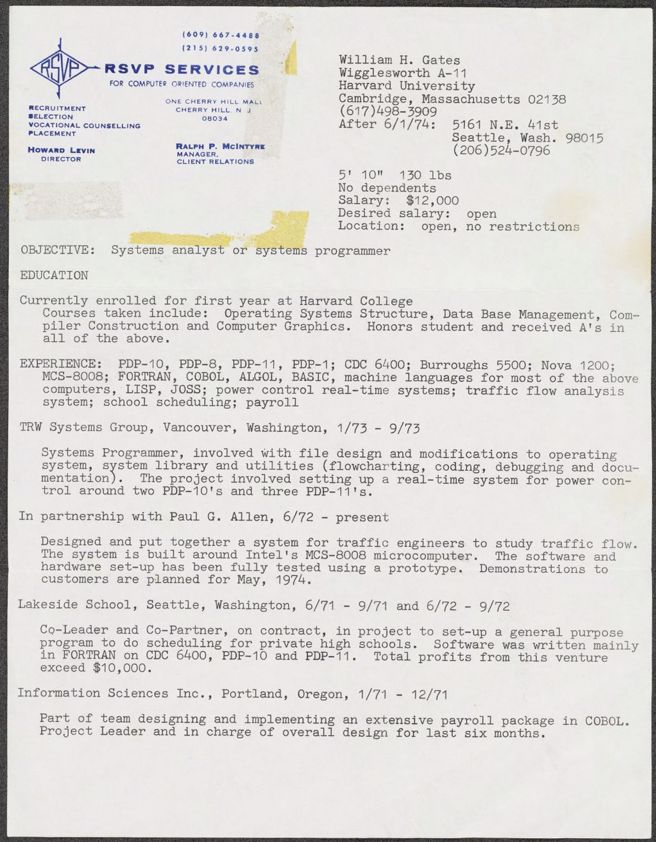 (609) 667-4488
(215) 629-0595
RSVP
RSVP SERVICES
FOR COMPUTER ORIENTED COMPANIES
ONE CHERRY HILL MALL
CHERRY HILL N J
08034
RECRUITMENT
SELECTION
VOCATIONAL COUNSELLING
PLACEMENT
HOWARD LEVIN
DIRECTOR
RALPH P. MCINTYRE
MANAGER,
CLIENT RELATIONS
William H. Gates
Wigglesworth A-11
Harvard University
Cambridge, Massachusetts 02138
(617)498-3909
After 6/1/74: 5161 N.E. 41st
Seattle, Wash. 98015
(206)524-0796
5' 10" 130 lbs
No dependents
Salary: $12,000
Desired salary: open
Location: open, no restrictions
OBJECTIVE: Systems analyst or systems programmer
EDUCATION
Currently enrolled for first year at Harvard College
Courses taken include: Operating Systems Structure, Data Base Management, Com-
piler Construction and Computer Graphics. Honors student and received A's in
all of the above.
EXPERIENCE: PDP-10, PDP-8, PDP-11, PDP-1; CDC 6400; Burroughs 5500; Nova 1200;
MCS-8008; FORTRAN, COBOL, ALGOL, BASIC, machine languages for most of the above
computers, LISP, JOSS; power control real-time systems; traffic flow analysis
system; school scheduling; payroll
TRW Systems Group, Vancouver, Washington, 1/73 - 9/73
Systems Programmer, involved with file design and modifications to operating
system, system library and utilities (flowcharting, coding, debugging and docu-
mentation). The project involved setting up a real-time system for power con-
trol around two PDP-10's and three PDP-11's.
In partnership with Paul G. Allen, 6/72 - present
Designed and put together a system for traffic engineers to study traffic flow.
The system is built around Intel's MCS-8008 microcomputer. The software and
hardware set-up has been fully tested using a prototype. Demonstrations to
customers are planned for May, 1974.
Lakeside School, Seattle, Washington, 6/71 - 9/71 and 6/72 - 9/72
Co-Leader and Co-Partner, on contract, in project to set-up a general purpose
program to do scheduling for private high schools. Software was written mainly
in FORTRAN on CDC 6400, PDP-10 and PDP-11. Total profits from this venture
exceed $10,000.
Information Sciences Inc., Portland, Oregon, 1/71 - 12/71
Part of team designing and implementing an extensive payroll package in COBOL.
Project Leader and in charge of overall design for last six months.